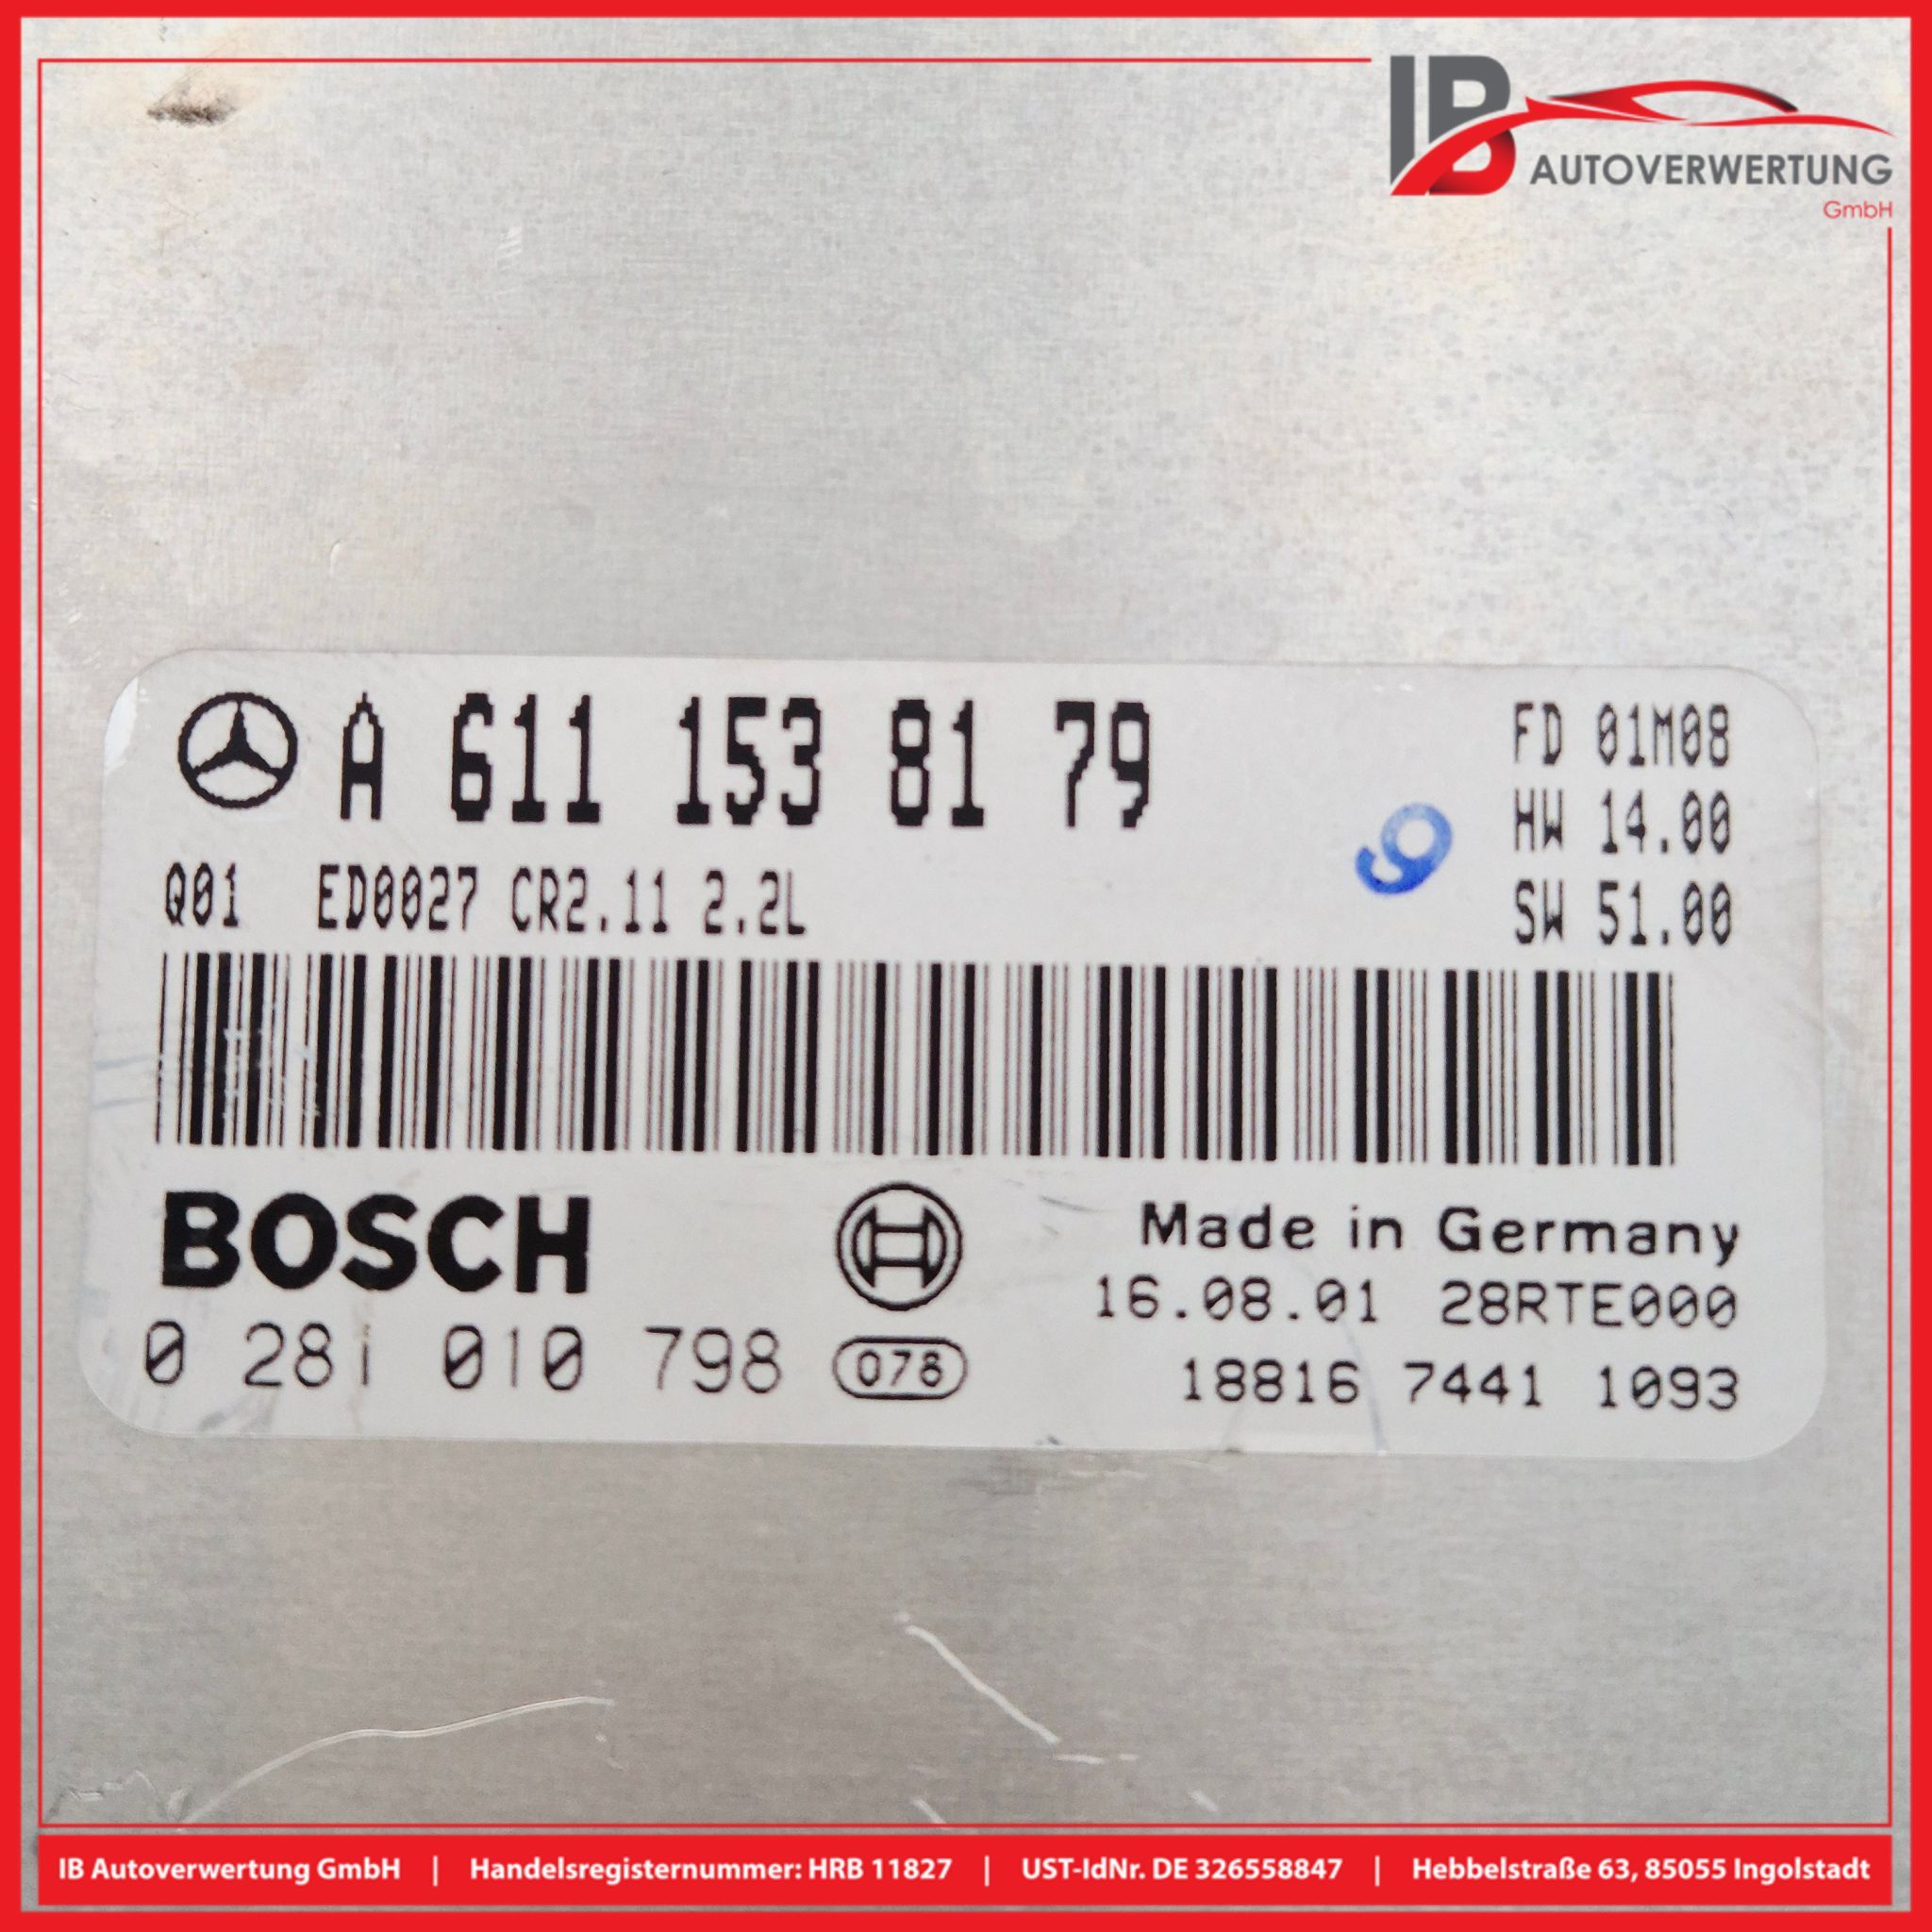 IB AUTOVERWERTUNG
GmbH
A 611 153 81 79
FD 01M08
HW 14.00
9
Q01 ED0027 CR2.11 2.2L
SW 51.00
BOSCH
Made in Germany
16.08.01 28RTE000
0 281 010 798 078
18816 7441 1093
IB Autoverwertung GmbH | Handelsregisternummer: HRB 11827 | UST-IdNr. DE 326558847 | Hebbelstraße 63, 85055 Ingolstadt